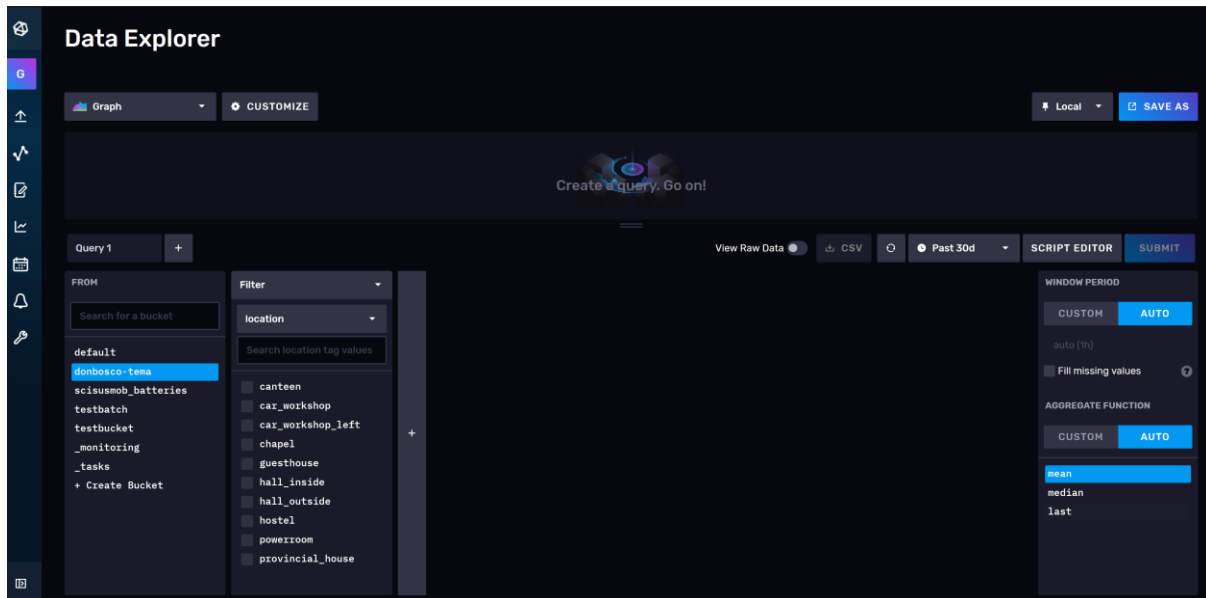 Data Explorer
G
Graph
CUSTOMIZE
Local
SAVE AS
Create a query. Go on!
Query 1
+
View Raw Data
CSV
Past 30d
SCRIPT EDITOR
SUBMIT
FROM
Search for a bucket
default
donbosco-tema
scisusmob_batteries
testbatch
testbucket
_monitoring
_tasks
+ Create Bucket
Filter
location
Search location tag values
canteen
car_workshop
car_workshop_left
chapel
guesthouse
hall_inside
hall_outside
hostel
powerroom
provincial_house
+
WINDOW PERIOD
CUSTOM
AUTO
auto (1h)
Fill missing values
?
AGGREGATE FUNCTION
CUSTOM
AUTO
mean
median
last